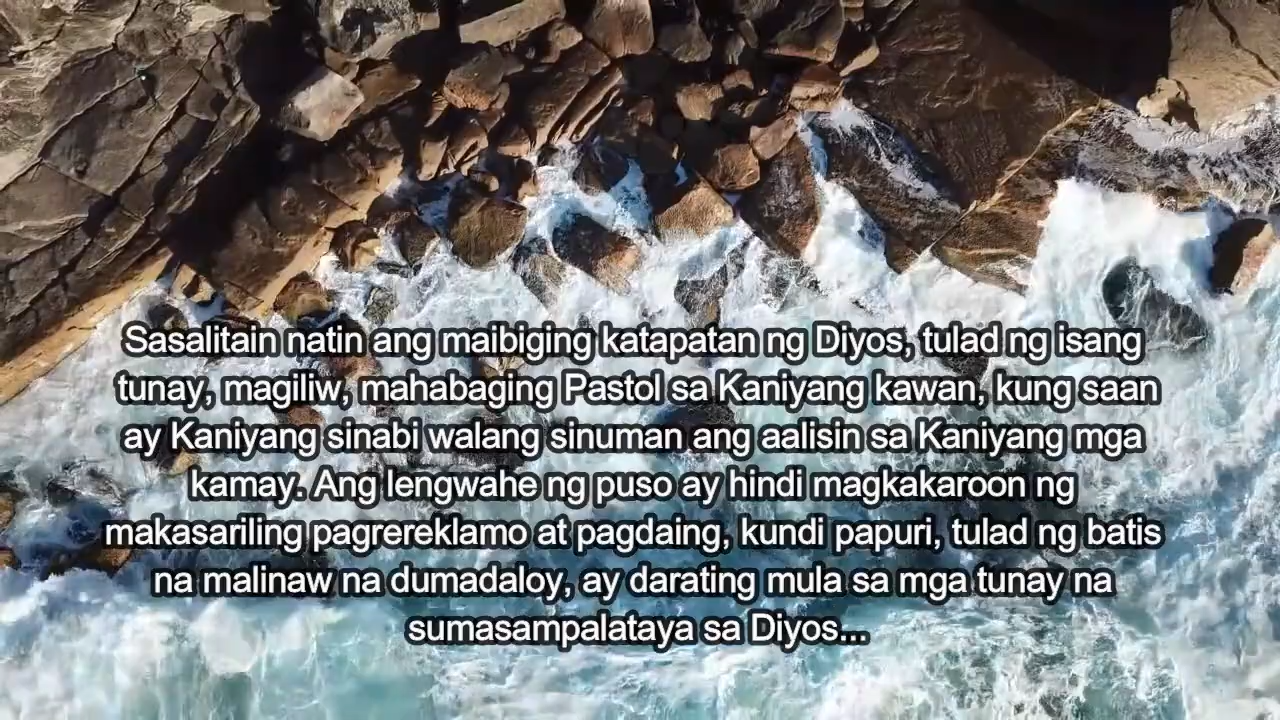 Sasalitain natin ang maibiging katapatan ng Diyos, tulad ng isang
tunay, magiliw, mahabaging Pastol sa Kaniyang kawan, kung saan
ay Kaniyang sinabi walang sinuman ang aalisin sa Kaniyang mga
kamay. Ang lengwahe ng puso ay hindi magkakaroon ng
makasariling pagrereklamo at pagdaing, kundi papuri, tulad ng batis
na malinaw na dumadaloy, ay darating mula sa mga tunay na
sumasampalataya sa Diyos...